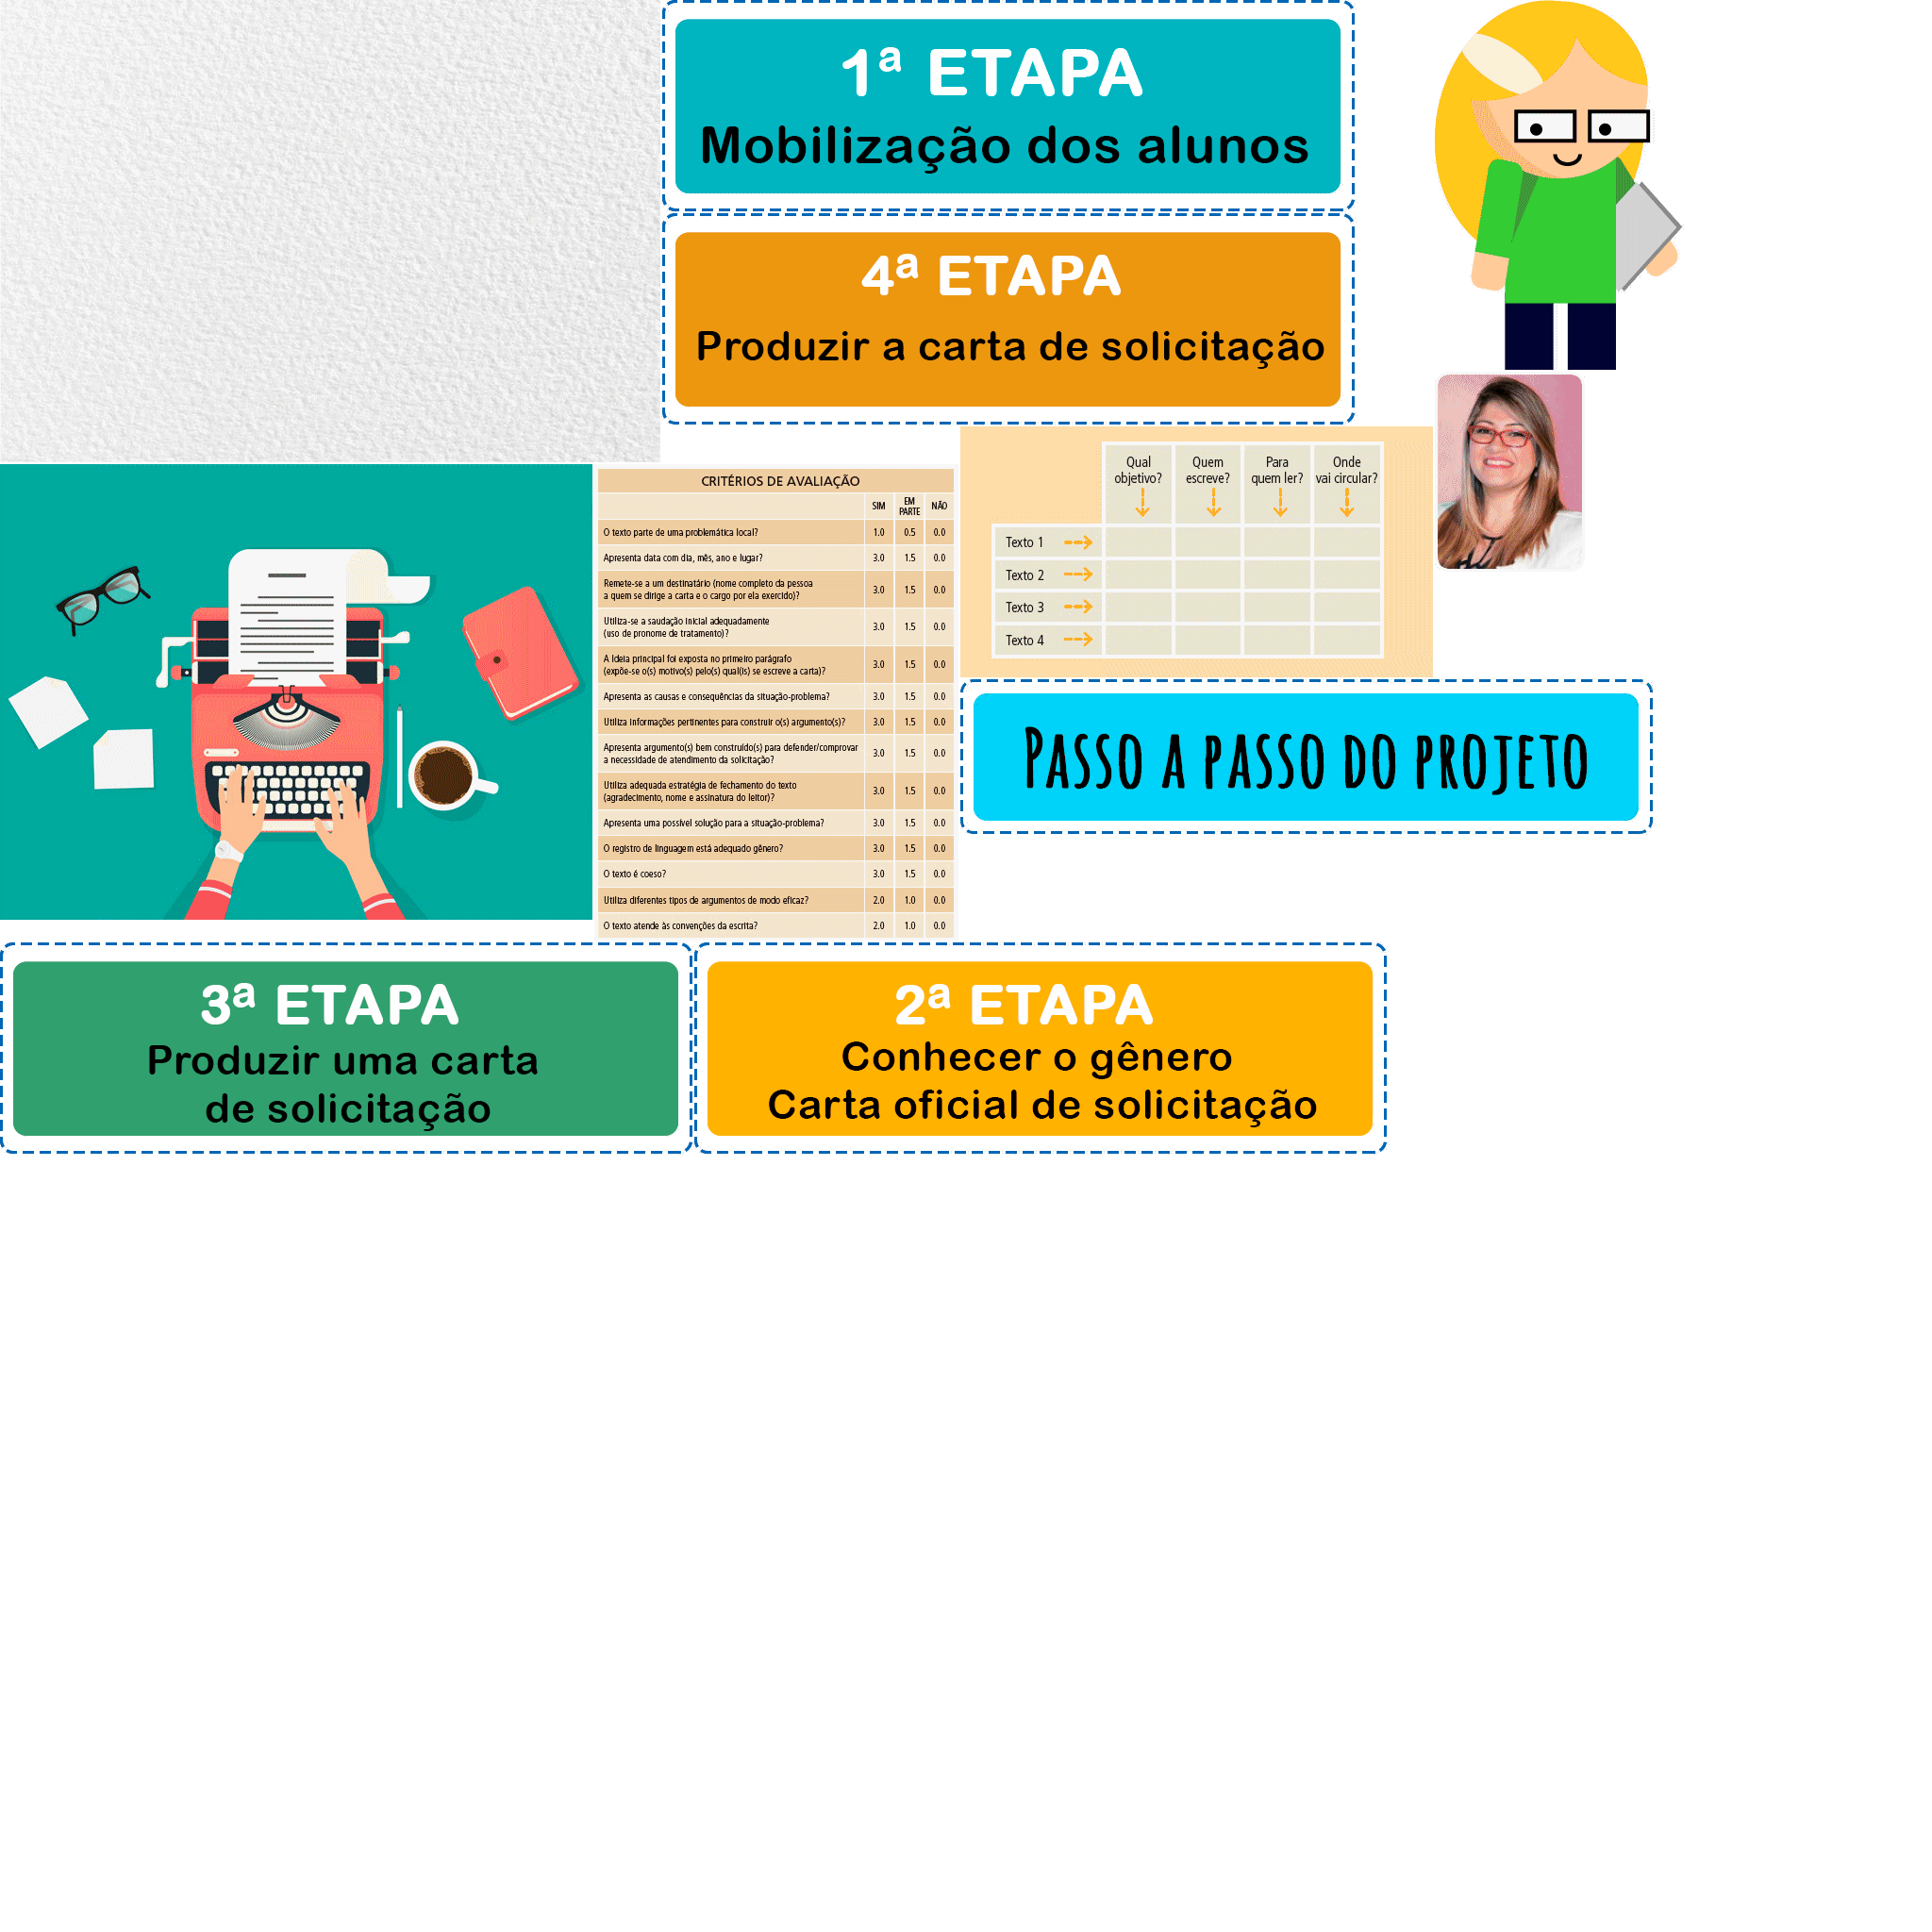 1ª ETAPA
Mobilização dos alunos
4ª ETAPA
Produzir a carta de solicitação
CRITÉRIOS DE AVALIAÇÃO
SIM EM PARTE NÃO
O texto parte de uma problemática local? 1.0 0.5 0.0
Apresenta data com dia, mês, ano e lugar? 3.0 1.5 0.0
Remete-se a um destinatário (nome completo da pessoa
a quem se dirige a carta e o cargo por ela exercido)? 3.0 1.5 0.0
Utiliza-se a saudação inicial adequadamente
(uso de pronome de tratamento)? 3.0 1.5 0.0
A Ideia principal foi exposta no primeiro parágrafo
(expõe-se o(s) motivo(s) pelo(s) qual(is) se escreve a carta)? 3.0 1.5 0.0
Apresenta as causas e consequências da situação-problema? 3.0 1.5 0.0
Utiliza informações pertinentes para construir o(s) argumento(s)? 3.0 1.5 0.0
Apresenta argumento(s) bem construído(s) para defender/comprovar
a necessidade de atendimento da solicitação? 3.0 1.5 0.0
Utiliza adequada estratégia de fechamento do texto
(agradecimento, nome e assinatura do leitor)? 3.0 1.5 0.0
Apresenta uma possível solução para a situação-problema? 3.0 1.5 0.0
O registro de linguagem está adequado gênero? 3.0 1.5 0.0
O texto é coeso? 3.0 1.5 0.0
Utiliza diferentes tipos de argumentos de modo eficaz? 2.0 1.0 0.0
O texto atende às convenções da escrita? 2.0 1.0 0.0
Qual Quem Para Onde
objetivo? escreve? quem ler? vai circular?
Texto 1
Texto 2
Texto 3
Texto 4
PASSO A PASSO DO PROJETO
3ª ETAPA
Produzir uma carta
de solicitação
2ª ETAPA
Conhecer o gênero
Carta oficial de solicitação